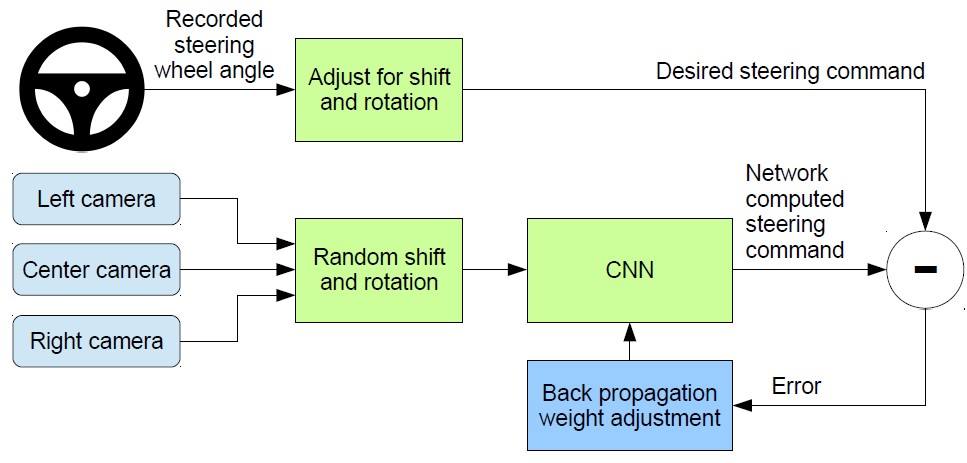 Recorded
steering
wheel angle
Adjust for shift
and rotation
Desired steering command
Left camera
Center camera
Right camera
Random shift
and rotation
CNN
Network
computed
steering
command
-
Back propagation
weight adjustment
Error